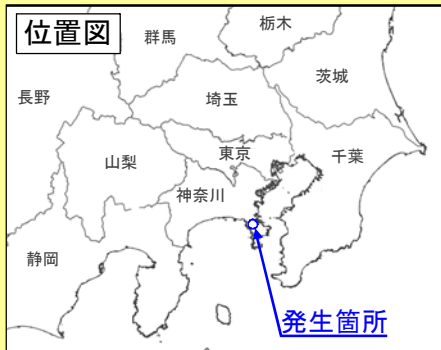 位置図
栃木
群馬
茨城
長野
埼玉
東京
千葉
山梨
神奈川
静岡
発生箇所